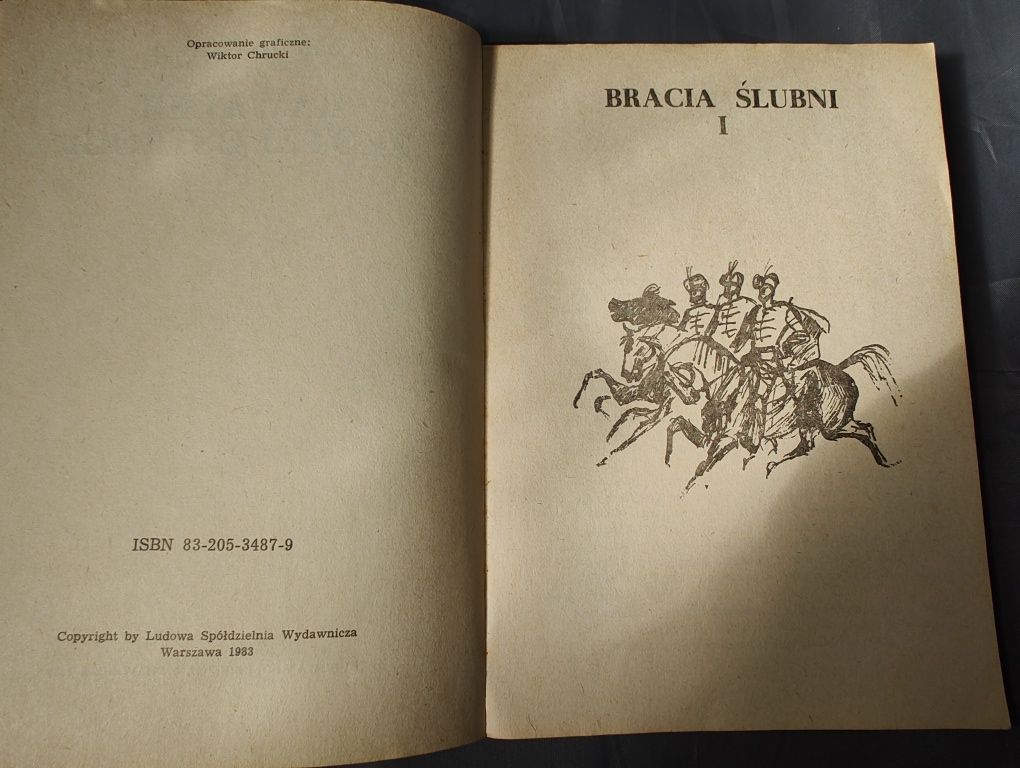 Opracowanie graficzne:
Wiktor Chrucki
ISBN 83-205-3487-9
Copyright by Ludowa Spółdzielnia Wydawnicza
Warszawa 1983
BRACIA ŚLUBNI
I